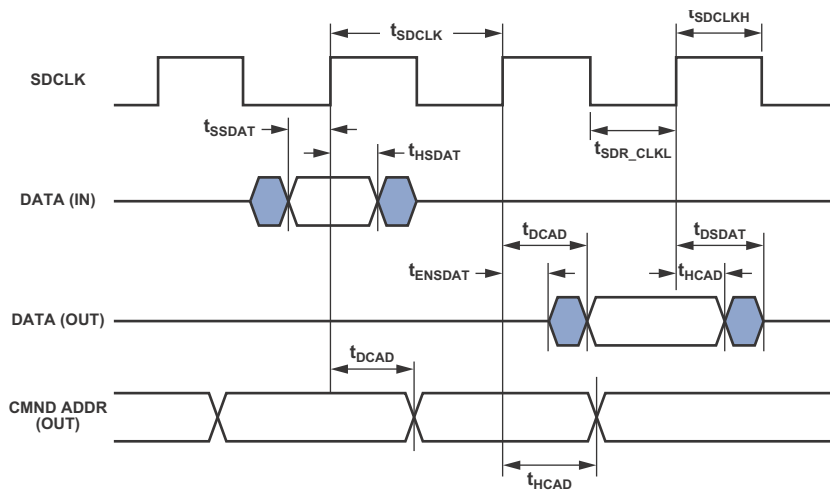 tSDCLK
tSDCLKH
SDCLK
tSSDAT
tHSDAT
tSDR_CLKL
DATA (IN)
tDCAD
tDSDAT
tENSDAT
tHCAD
DATA (OUT)
tDCAD
CMND ADDR
(OUT)
tHCAD